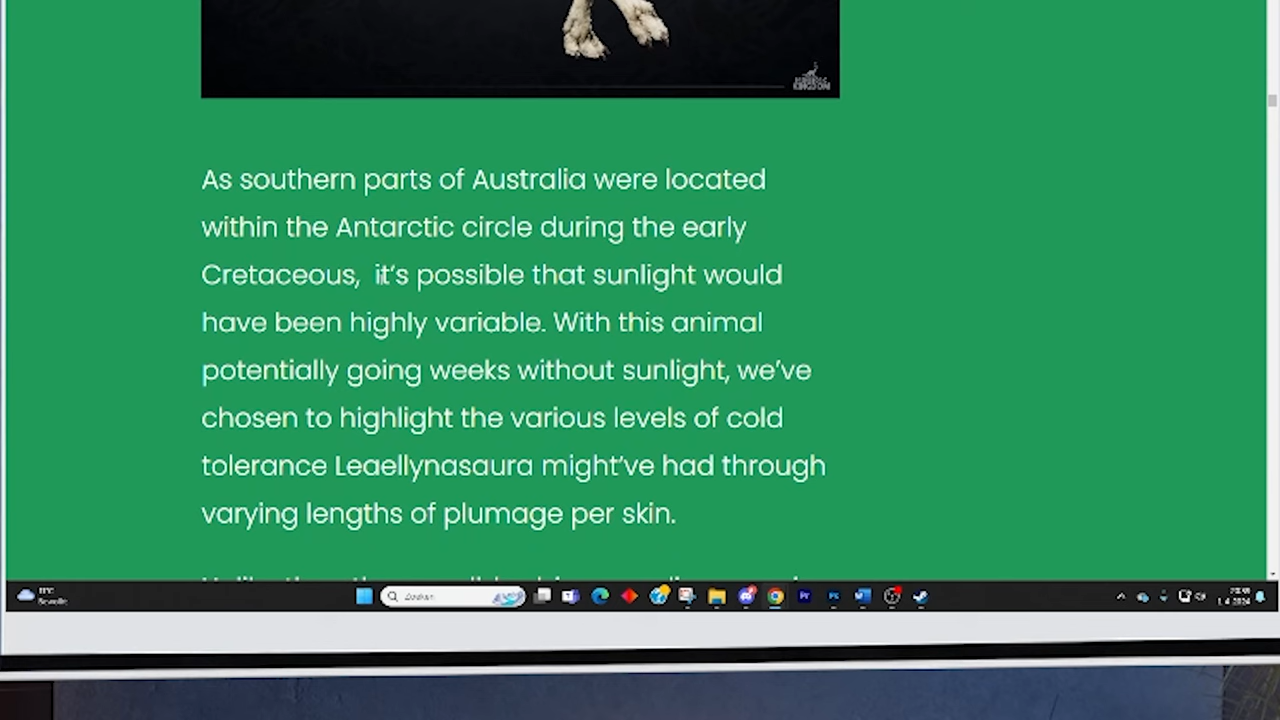 KINGDOM
As southern parts of Australia were located
within the Antarctic circle during the early
Cretaceous,  it's possible that sunlight would
have been highly variable. With this animal
potentially going weeks without sunlight, we've
chosen to highlight the various levels of cold
tolerance Leaellynasaura might've had through
varying lengths of plumage per skin.
Zoeken